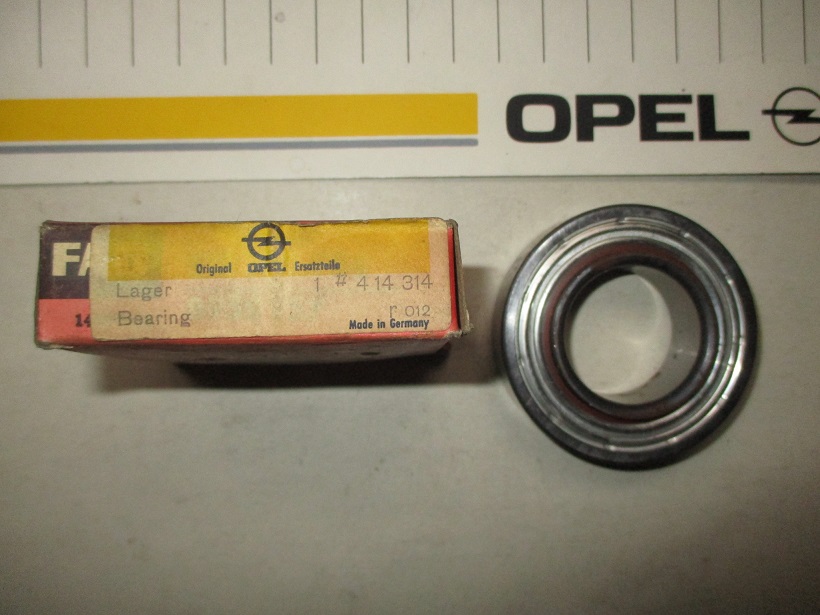 OPEL
FA
14
Original OPEL Ersatzteile
Lager 1 # 414 314
Bearing r 012
Made in Germany